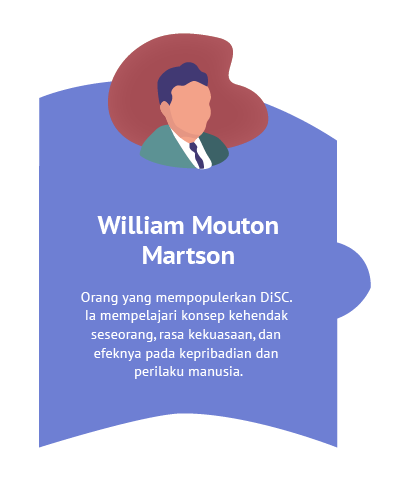 William Mouton
Martson
Orang yang mempopulerkan DiSC.
Ia mempelajari konsep kehendak
seseorang, rasa kekuasaan, dan
efeknya pada kepribadian dan
perilaku manusia.